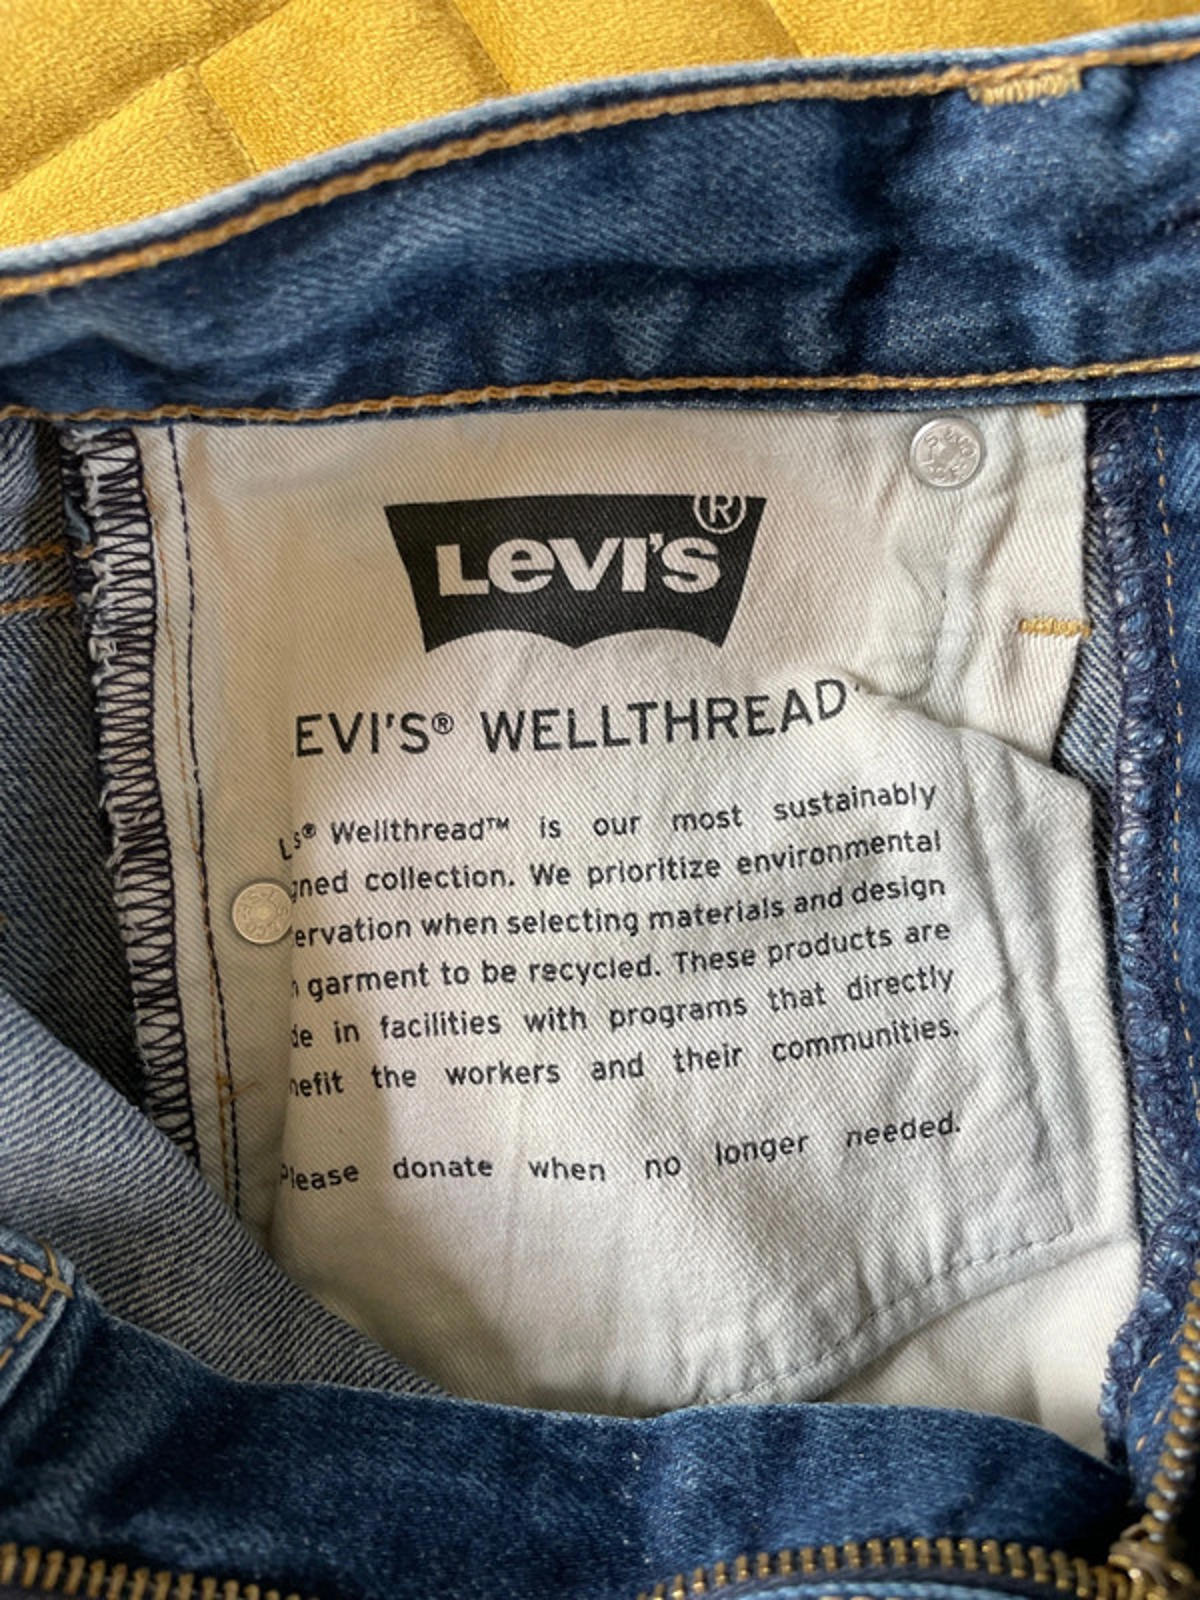 LEVI'S®
EVI'S® WELLTHREAD
s® Wellthread™ is our most sustainably
gned collection. We prioritize environmental
ervation when selecting materials and design
garment to be recycled. These products are
de in facilities with programs that directly
nefit the workers and their communities.
Please donate when no longer needed.